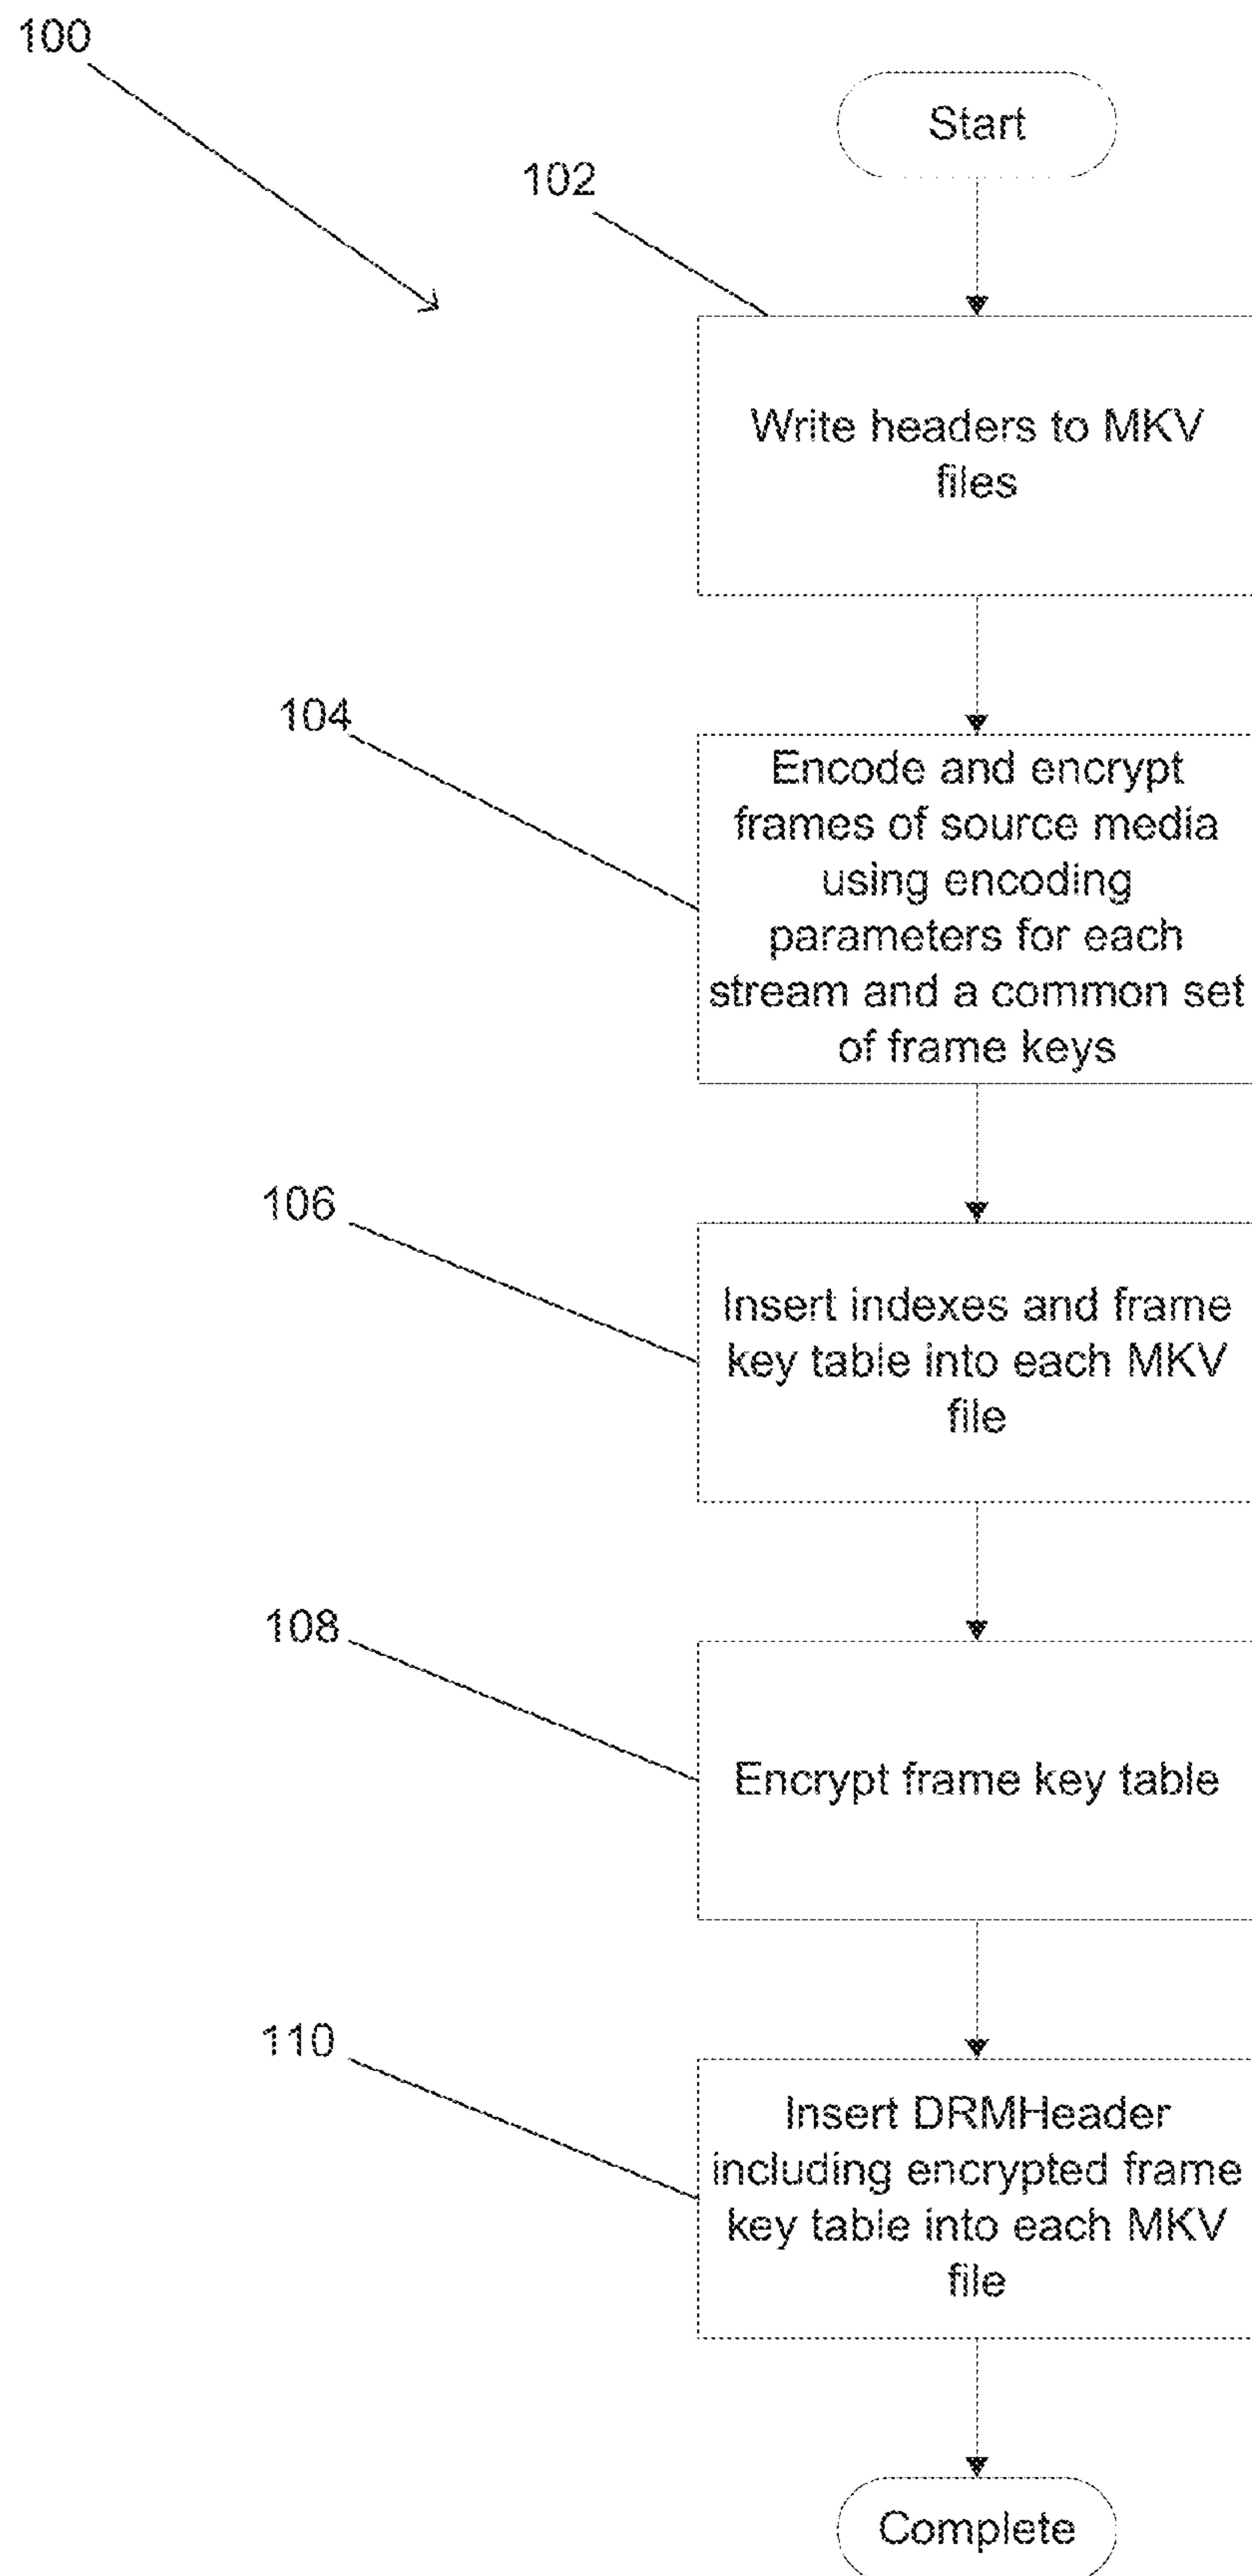 100
Start
102
Write headers to MKV
files
104
Encode and encrypt
frames of source media
using encoding
parameters for each
stream and a common set
of frame keys
106
Insert indexes and frame
key table into each MKV
file
108
Encrypt frame key table
110
Insert DRMHeader
including encrypted frame
key table into each MKV
file
Complete